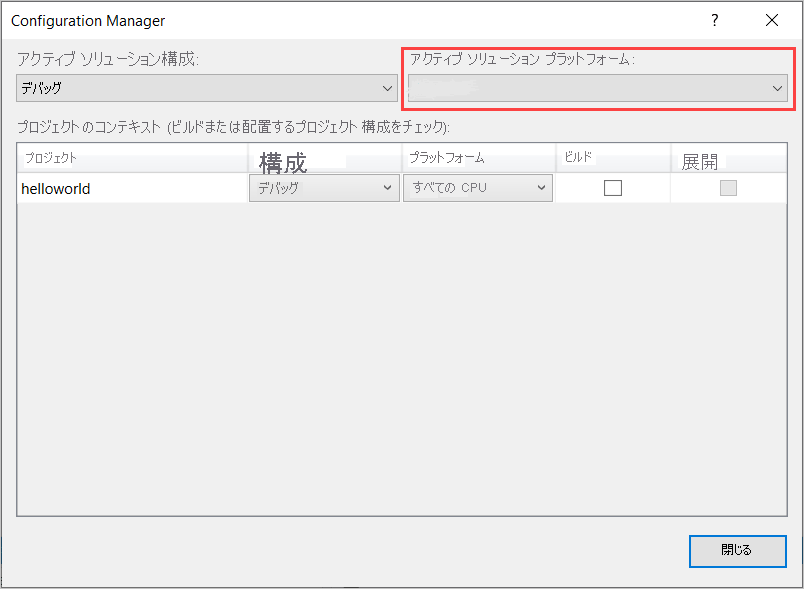 Configuration Manager
アクティブ ソリューション構成:
アクティブ ソリューション プラットフォーム:
デバッグ
プロジェクトのコンテキスト (ビルドまたは配置するプロジェクト構成をチェック):
プロジェクト 構成 プラットフォーム ビルド 展開
helloworld デバッグ すべての CPU
閉じる